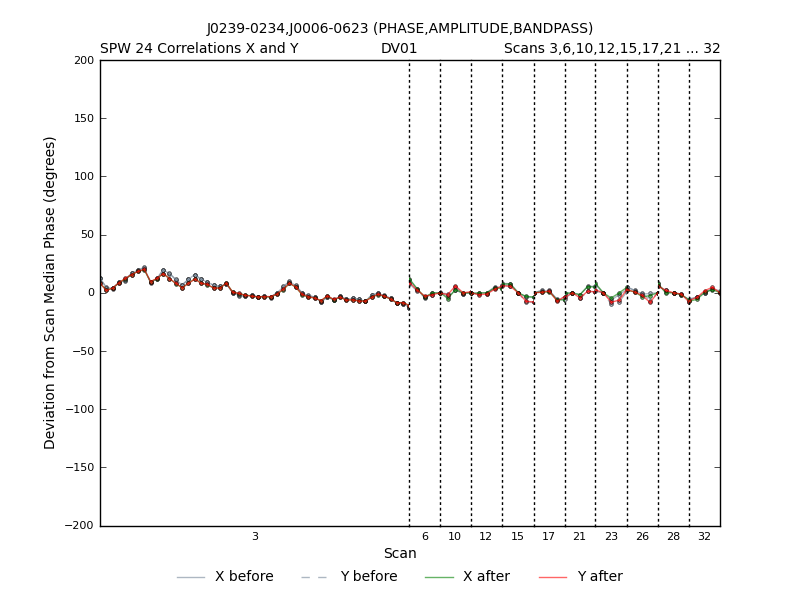 J0239-0234,J0006-0623 (PHASE,AMPLITUDE,BANDPASS)
SPW 24 Correlations X and Y DV01 Scans 3,6,10,12,15,17,21 ... 32
200
150
100
50
0
−50
−100
−150
−200
Deviation from Scan Median Phase (degrees)
3 6 10 12 15 17 21 23 26 28 32
Scan
X before Y before X after Y after